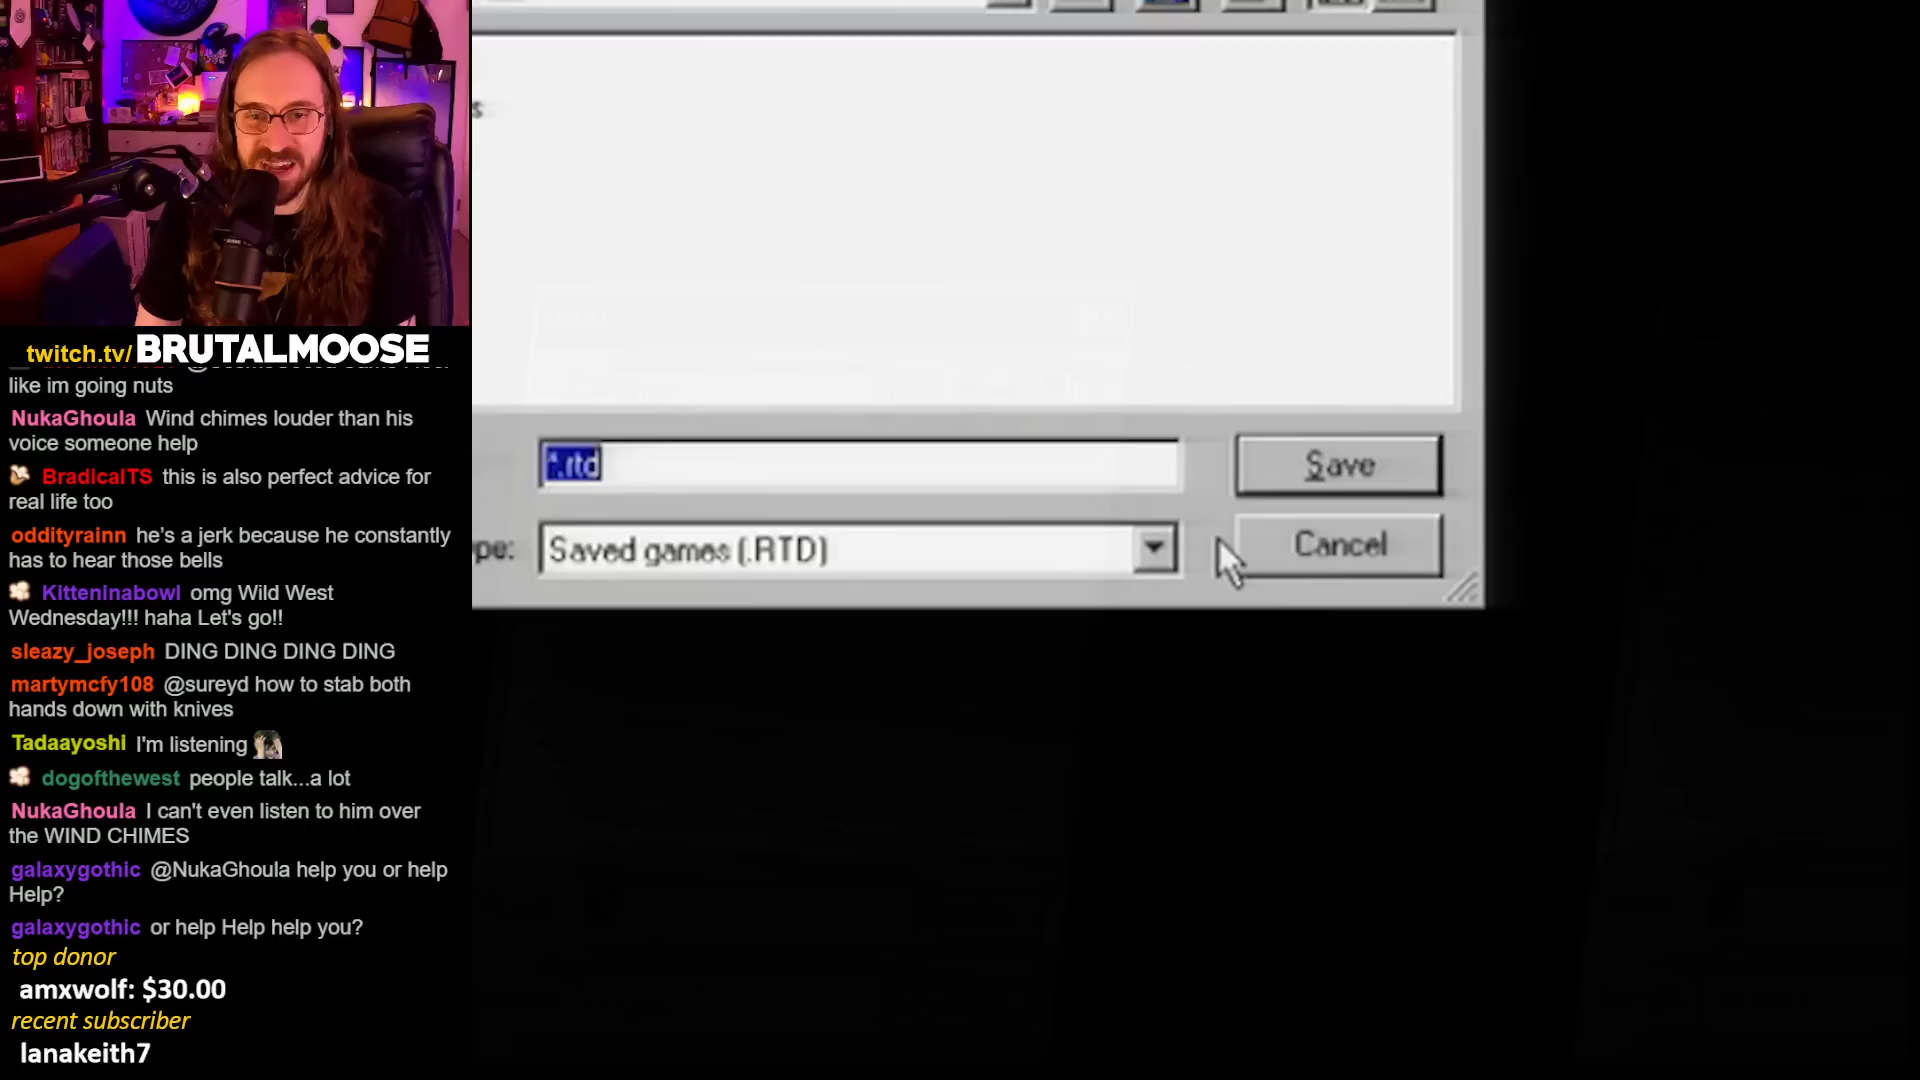 twitch.tv/BRUTALMOOSE
like im going nuts
NukaGhoula Wind chimes louder than his
voice someone help
BradicalTS this is also perfect advice for
real life too
oddityrainn he's a jerk because he constantly
has to hear those bells
Kitteninabowl omg Wild West
Wednesday!!! haha Let's go!!
sleazy_joseph DING DING DING DING
martymcfy108 @sureyd how to stab both
hands down with knives
Tadaayoshi I'm listening
dogofthewest people talk...a lot
NukaGhoula I can't even listen to him over
the WIND CHIMES
galaxygothic @NukaGhoula help you or help
Help?
galaxygothic or help Help help you?
top donor
amxwolf: $30.00
recent subscriber
lanakeith7
s
*.rtd
Save
pe: Saved games (.RTD)
Cancel